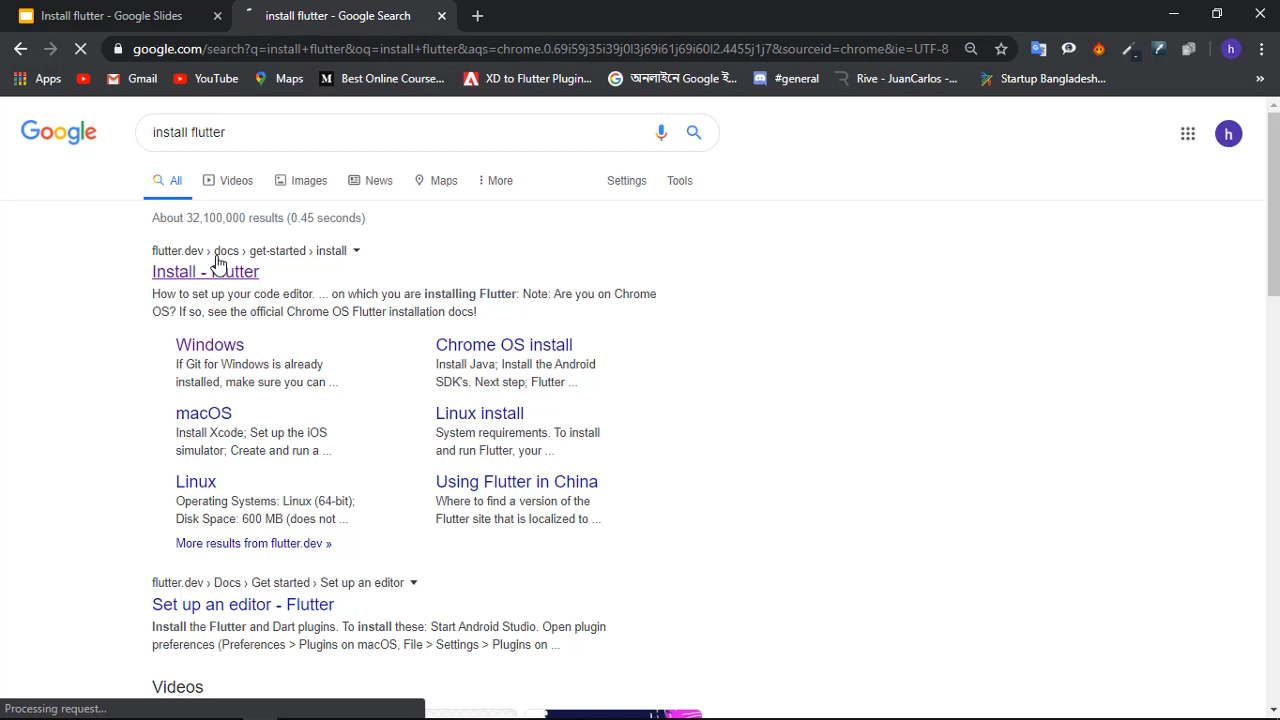 Install flutter - Google Slides
install flutter - Google Search
google.com/search?q=install+flutter&oq=install+flutter&aqs=chrome.0.69i59j35i39j0l3j69i61j69i60l2.4455j1j7&sourceid=chrome&ie=UTF-8
h
Apps
Gmail
YouTube
Maps
Best Online Course...
XD to Flutter Plugin...
অনলাইনে Google স্...
#general
Rive - JuanCarlos -...
Startup Bangladesh...
»
Google
install flutter
h
All
Videos
Images
News
Maps
More
Settings
Tools
About 32,100,000 results (0.45 seconds)
flutter.dev › docs › get-started › install
Install - Flutter
How to set up your code editor. ... on which you are installing Flutter: Note: Are you on Chrome
OS? If so, see the official Chrome OS Flutter installation docs!
Windows
If Git for Windows is already
installed, make sure you can ...
Chrome OS install
Install Java; Install the Android
SDK's. Next step; Flutter ...
macOS
Install Xcode; Set up the iOS
simulator; Create and run a ...
Linux install
System requirements. To install
and run Flutter, your ...
Linux
Operating Systems: Linux (64-bit);
Disk Space: 600 MB (does not ...
Using Flutter in China
Where to find a version of the
Flutter site that is localized to ...
More results from flutter.dev »
flutter.dev › Docs › Get started › Set up an editor
Set up an editor - Flutter
Install the Flutter and Dart plugins. To install these: Start Android Studio. Open plugin
preferences (Preferences > Plugins on macOS, File > Settings > Plugins on ...
Videos
Processing request...